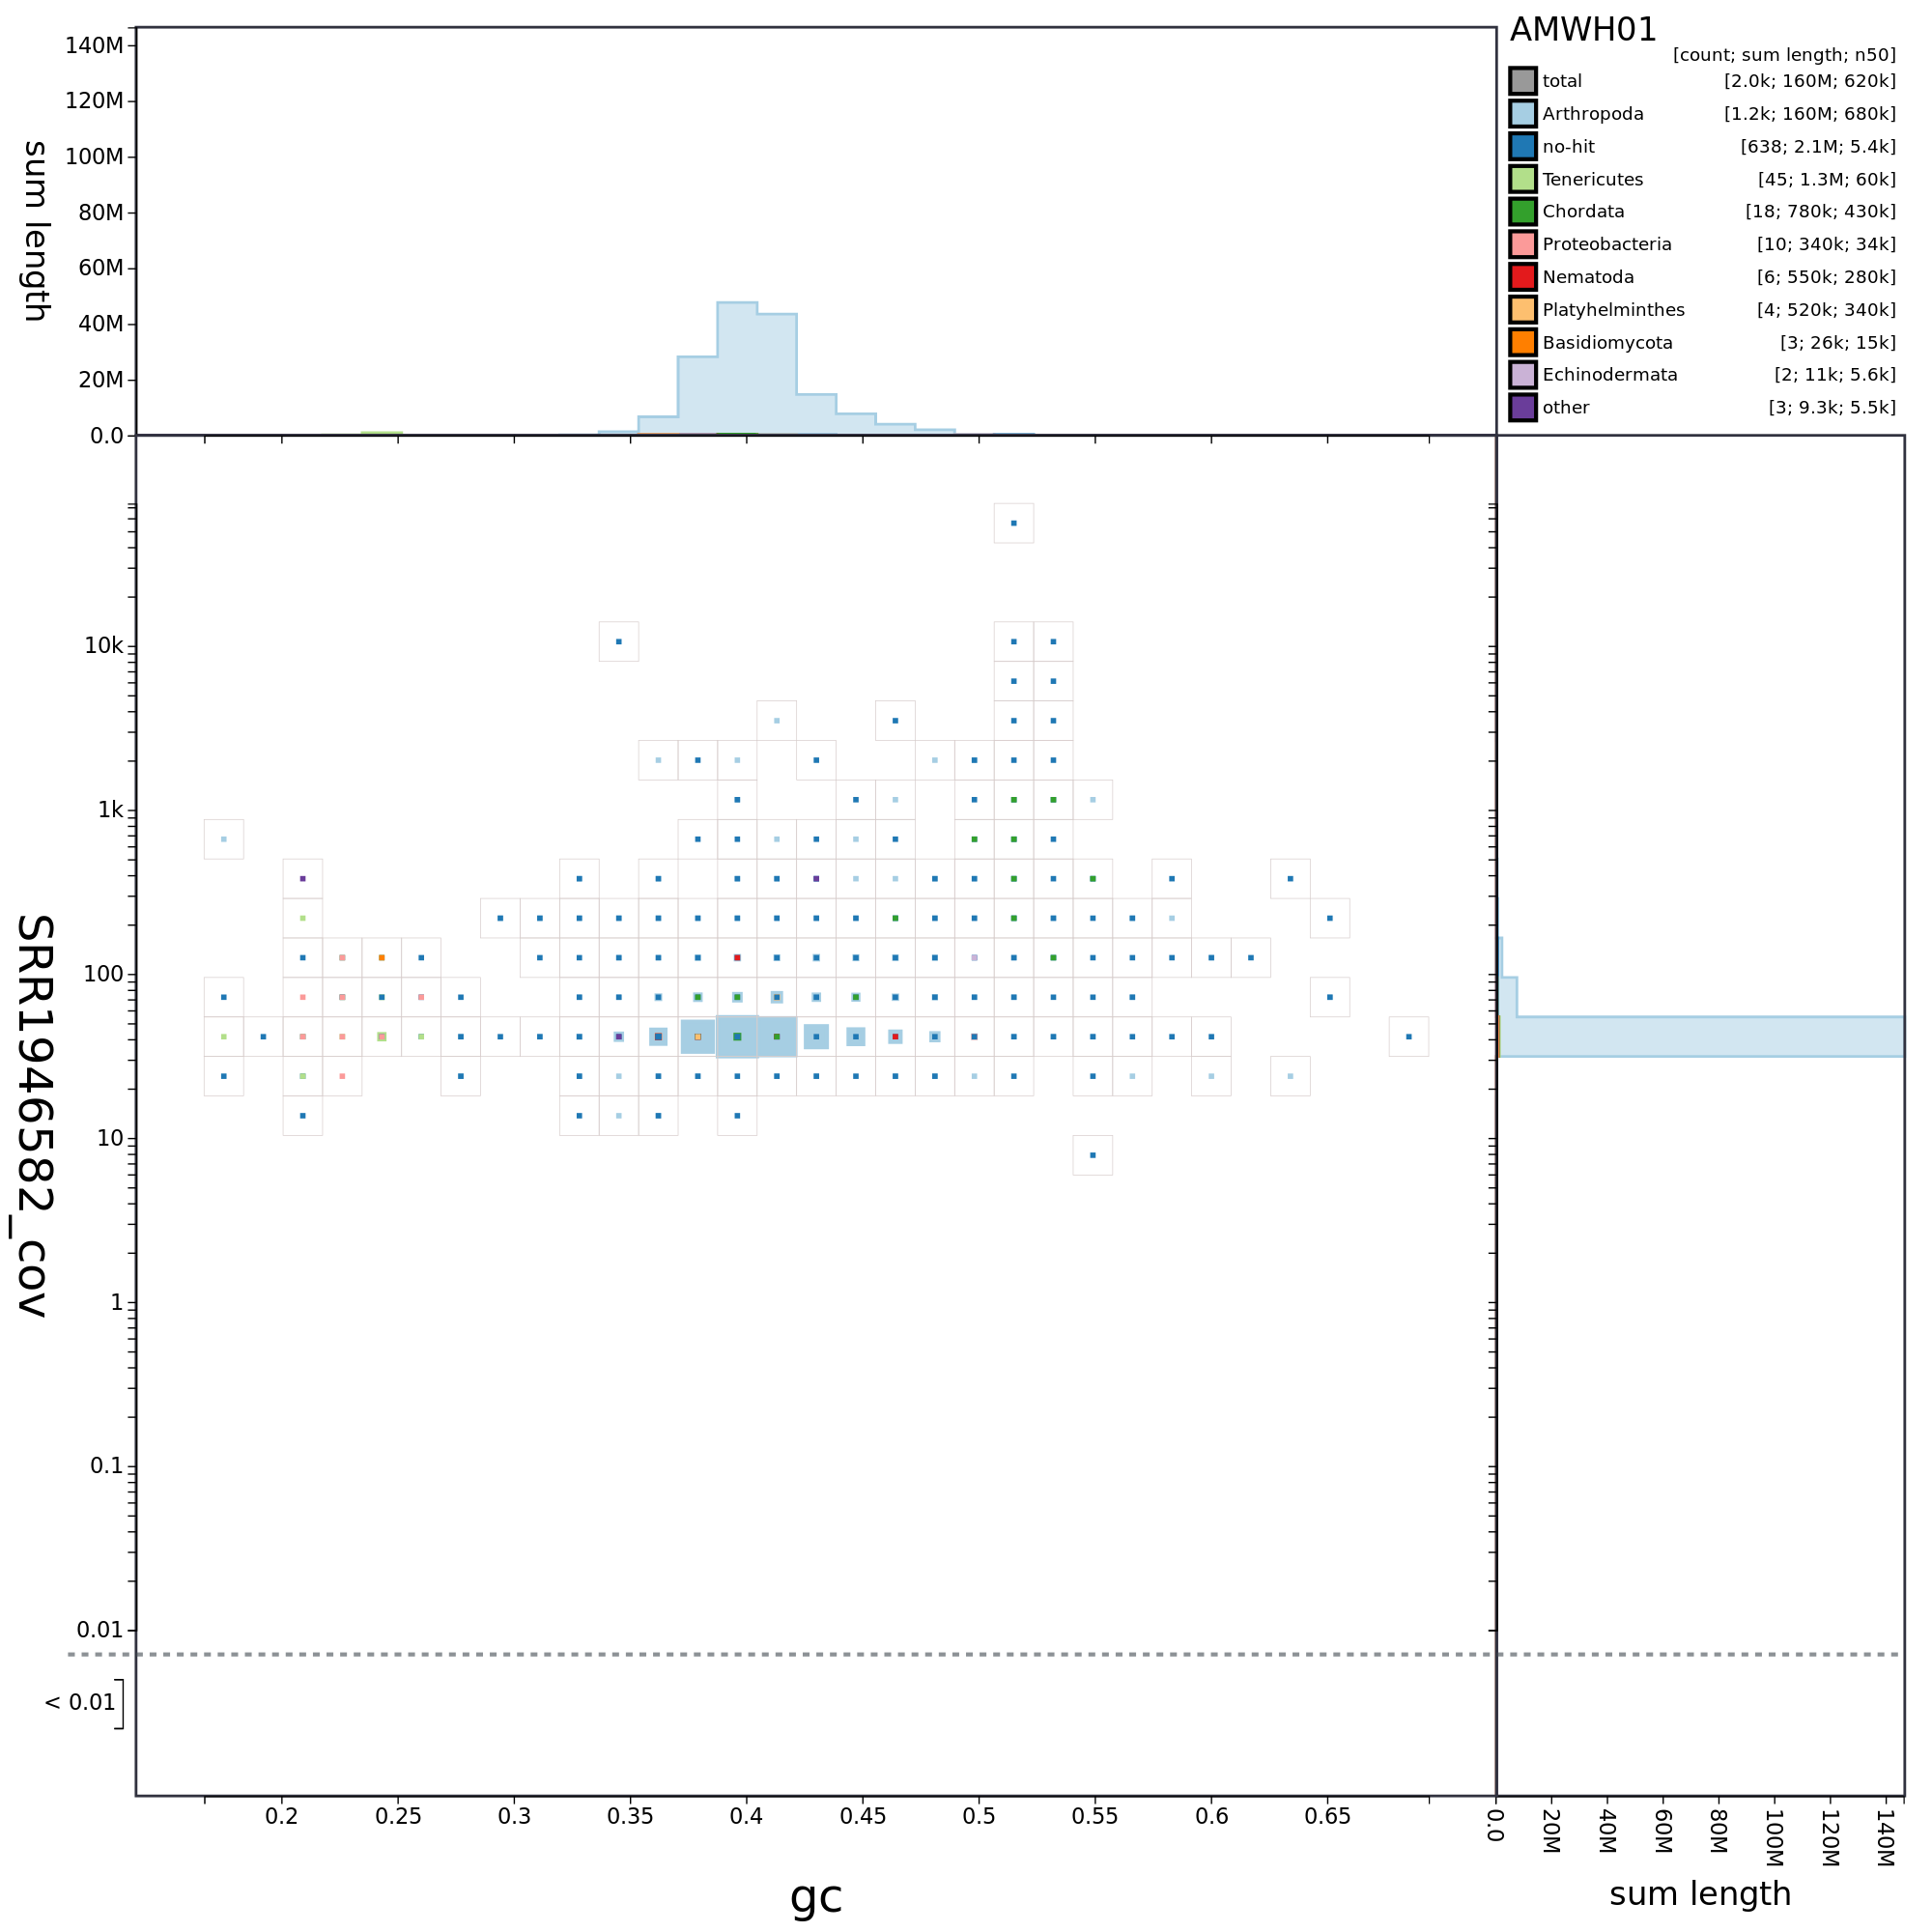 AMWH01
[count; sum length; n50]
total [2.0k; 160M; 620k]
Arthropoda [1.2k; 160M; 680k]
no-hit [638; 2.1M; 5.4k]
Tenericutes [45; 1.3M; 60k]
Chordata [18; 780k; 430k]
Proteobacteria [10; 340k; 34k]
Nematoda [6; 550k; 280k]
Platyhelminthes [4; 520k; 340k]
Basidiomycota [3; 26k; 15k]
Echinodermata [2; 11k; 5.6k]
other [3; 9.3k; 5.5k]
sum length
140M
120M
100M
80M
60M
40M
20M
0.0
SRR1946582_cov
10k
1k
100
10
1
0.1
0.01
< 0.01
0.2 0.25 0.3 0.35 0.4 0.45 0.5 0.55 0.6 0.65
gc
0.0 20M 40M 60M 80M 100M 120M 140M
sum length